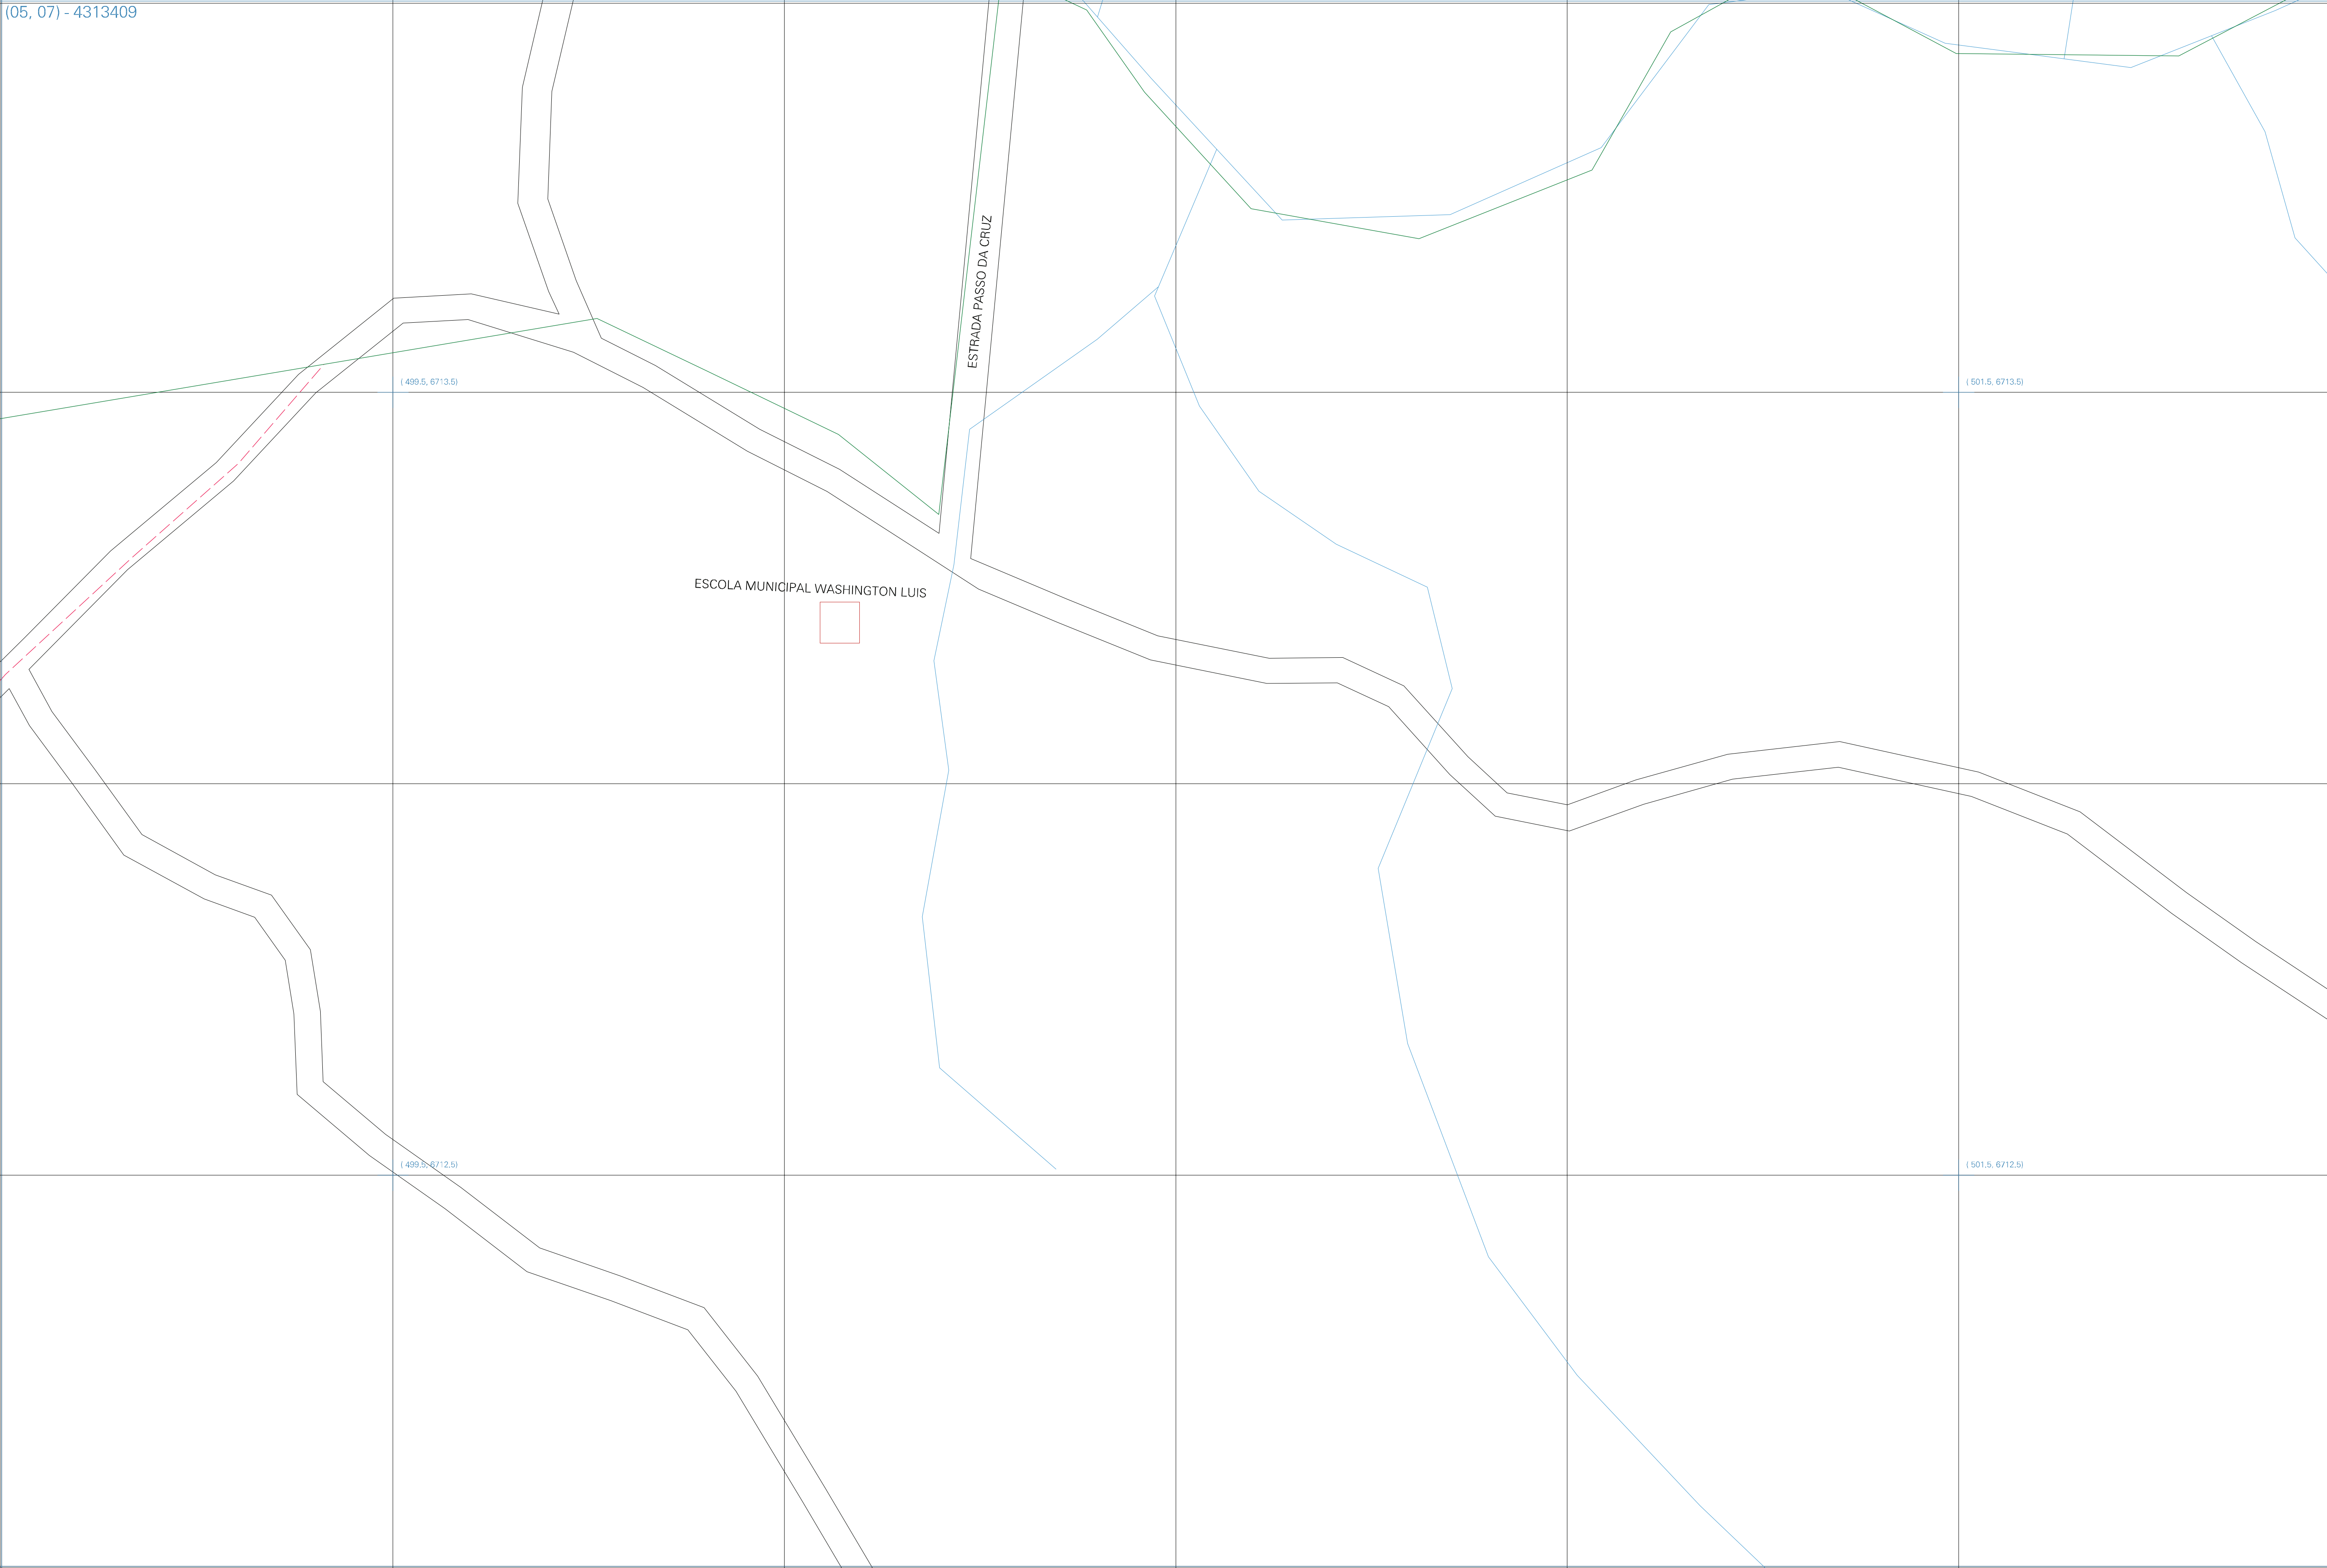 (05, 07) - 4313409
ESTRADA PASSO DA CRUZ
( 499.5, 6713.5)
( 501.5, 6713.5)
ESCOLA MUNICIPAL WASHINGTON LUIS
( 499.5, 6712.5)
( 501.5, 6712.5)